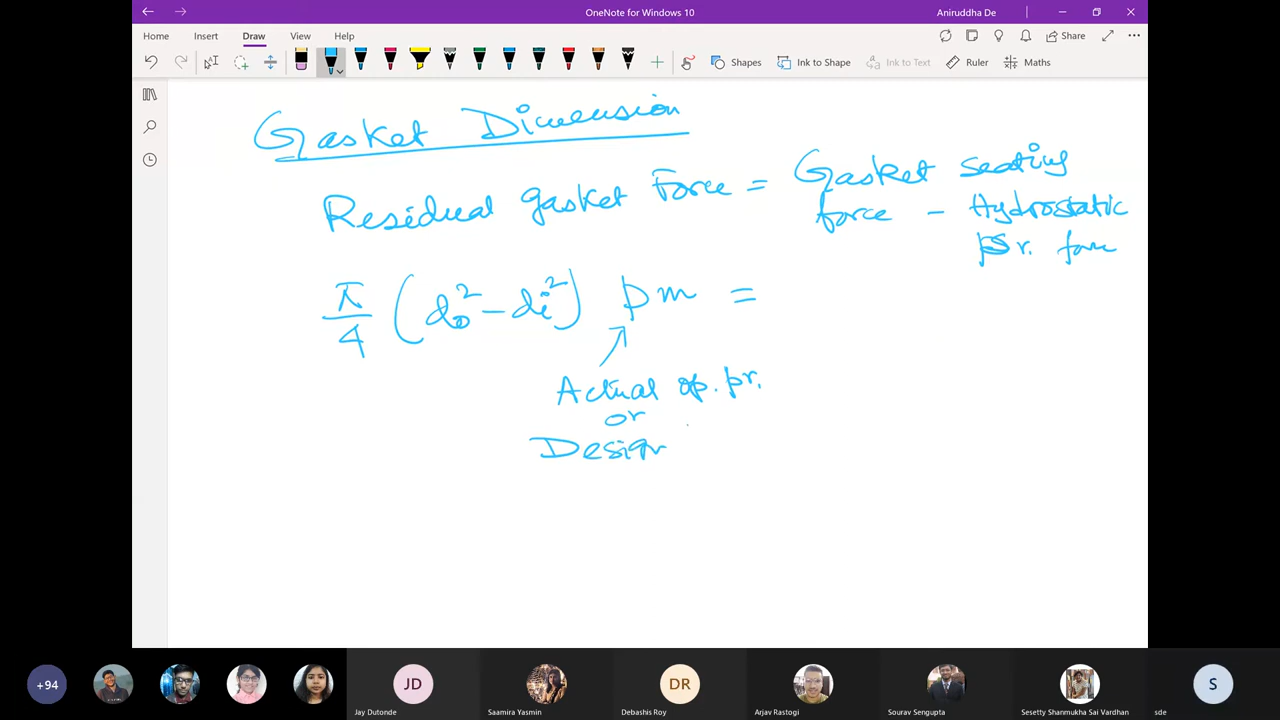 OneNote for Windows 10
Aniruddha De
Home Insert Draw View Help
Share
Shapes Ink to Shape Ink to Text Ruler Maths
Gasket Dimension
Residual gasket Force = Gasket seating
force - Hydrostatic
pr. force
π/4 (do² - di²) pm =
Actual op. pr.
or
Design
+94
JD
DR
S
Jay Dutonde
Saamira Yasmin
Debashis Roy
Arjav Rastogi
Sourav Sengupta
Sesetty Shanmukha Sai Vardhan
sde